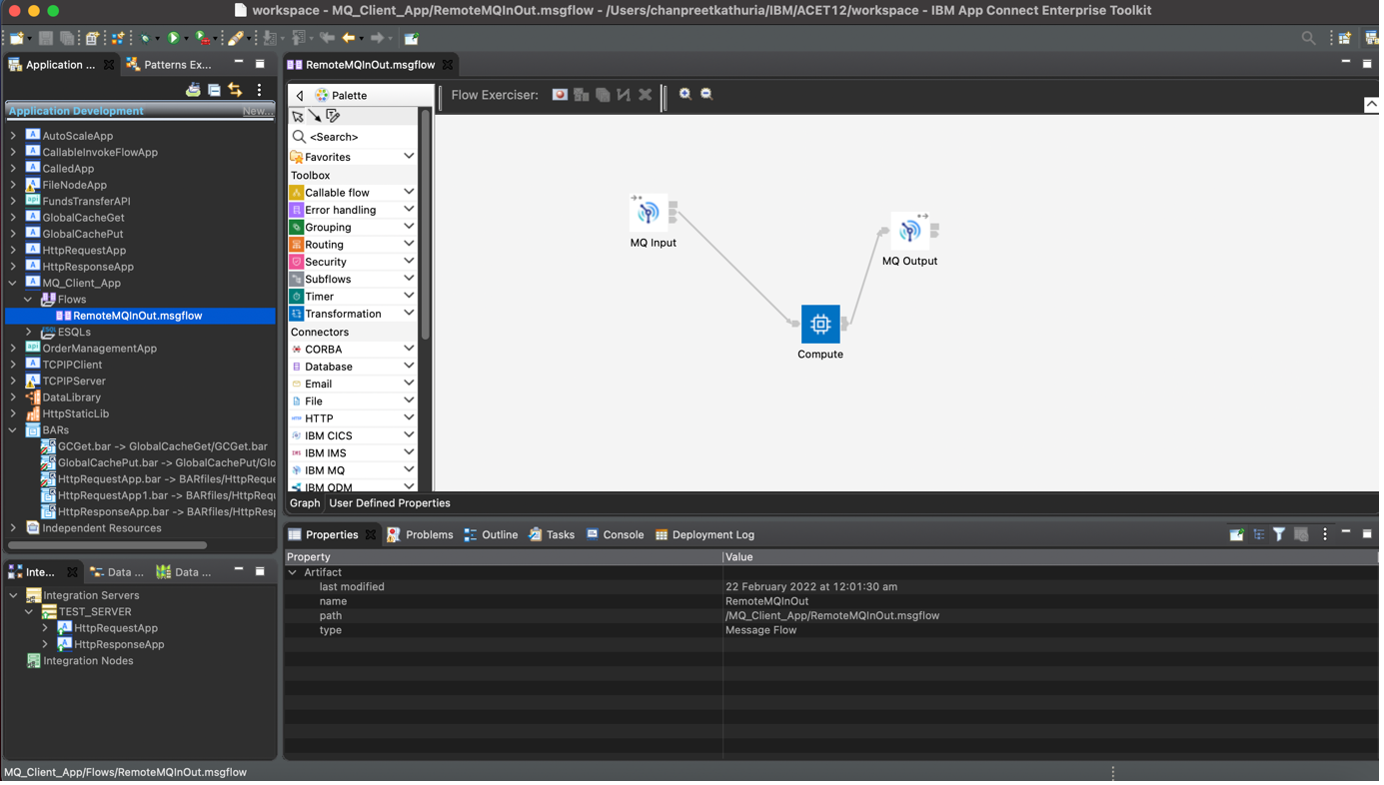 workspace - MQ_Client_App/RemoteMQInOut.msgflow - /Users/chanpreetkathuria/IBM/ACET12/workspace - IBM App Connect Enterprise Toolkit
Application ...
Patterns Ex...
Application Development
New...
AutoScaleApp
CallableInvokeFlowApp
CalledApp
FileNodeApp
FundsTransferAPI
GlobalCacheGet
GlobalCachePut
HttpRequestApp
HttpResponseApp
MQ_Client_App
Flows
RemoteMQInOut.msgflow
ESQLs
OrderManagementApp
TCPIPClient
TCPIPServer
DataLibrary
HttpStaticLib
BARs
GCGet.bar -> GlobalCacheGet/GCGet.bar
GlobalCachePut.bar -> GlobalCachePut/Glo
HttpRequestApp.bar -> BARfiles/HttpReque
HttpRequestApp1.bar -> BARfiles/HttpRequ
HttpResponseApp.bar -> BARfiles/HttpResp
Independent Resources
Inte...
Data ...
Data ...
Integration Servers
TEST_SERVER
HttpRequestApp
HttpResponseApp
Integration Nodes
RemoteMQInOut.msgflow
Palette
<Search>
Favorites
Toolbox
Callable flow
Error handling
Grouping
Routing
Security
Subflows
Timer
Transformation
Connectors
CORBA
Database
Email
File
HTTP
IBM CICS
IBM IMS
IBM MQ
IBM ODM
Flow Exerciser:
MQ Input
MQ Output
Compute
Graph
User Defined Properties
Properties
Problems
Outline
Tasks
Console
Deployment Log
Property
Value
Artifact
last modified
22 February 2022 at 12:01:30 am
name
RemoteMQInOut
path
/MQ_Client_App/RemoteMQInOut.msgflow
type
Message Flow
MQ_Client_App/Flows/RemoteMQInOut.msgflow